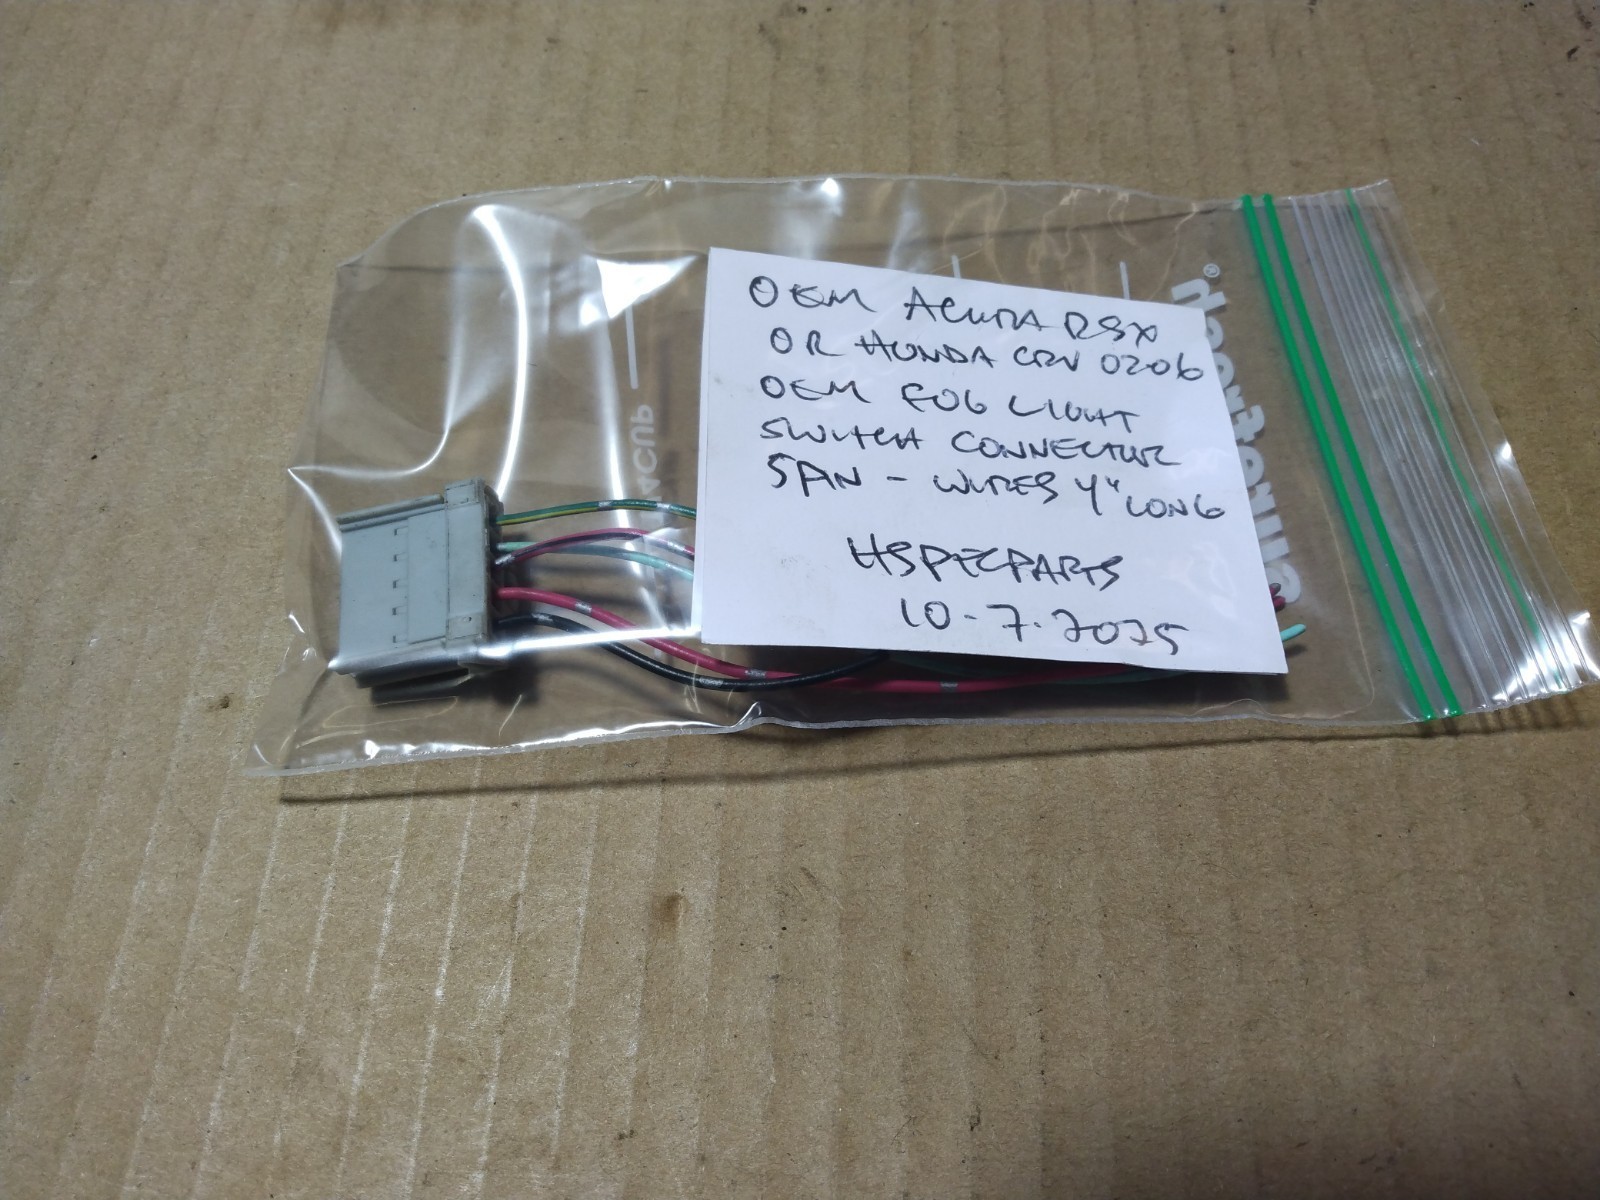 OEM ACURA RSX
OR HONDA CRV 0206
OEM FOG LIGHT
SWITCH CONNECTOR
5PIN - WIRES 4" LONG
HSPECPARTS
10-7-2025